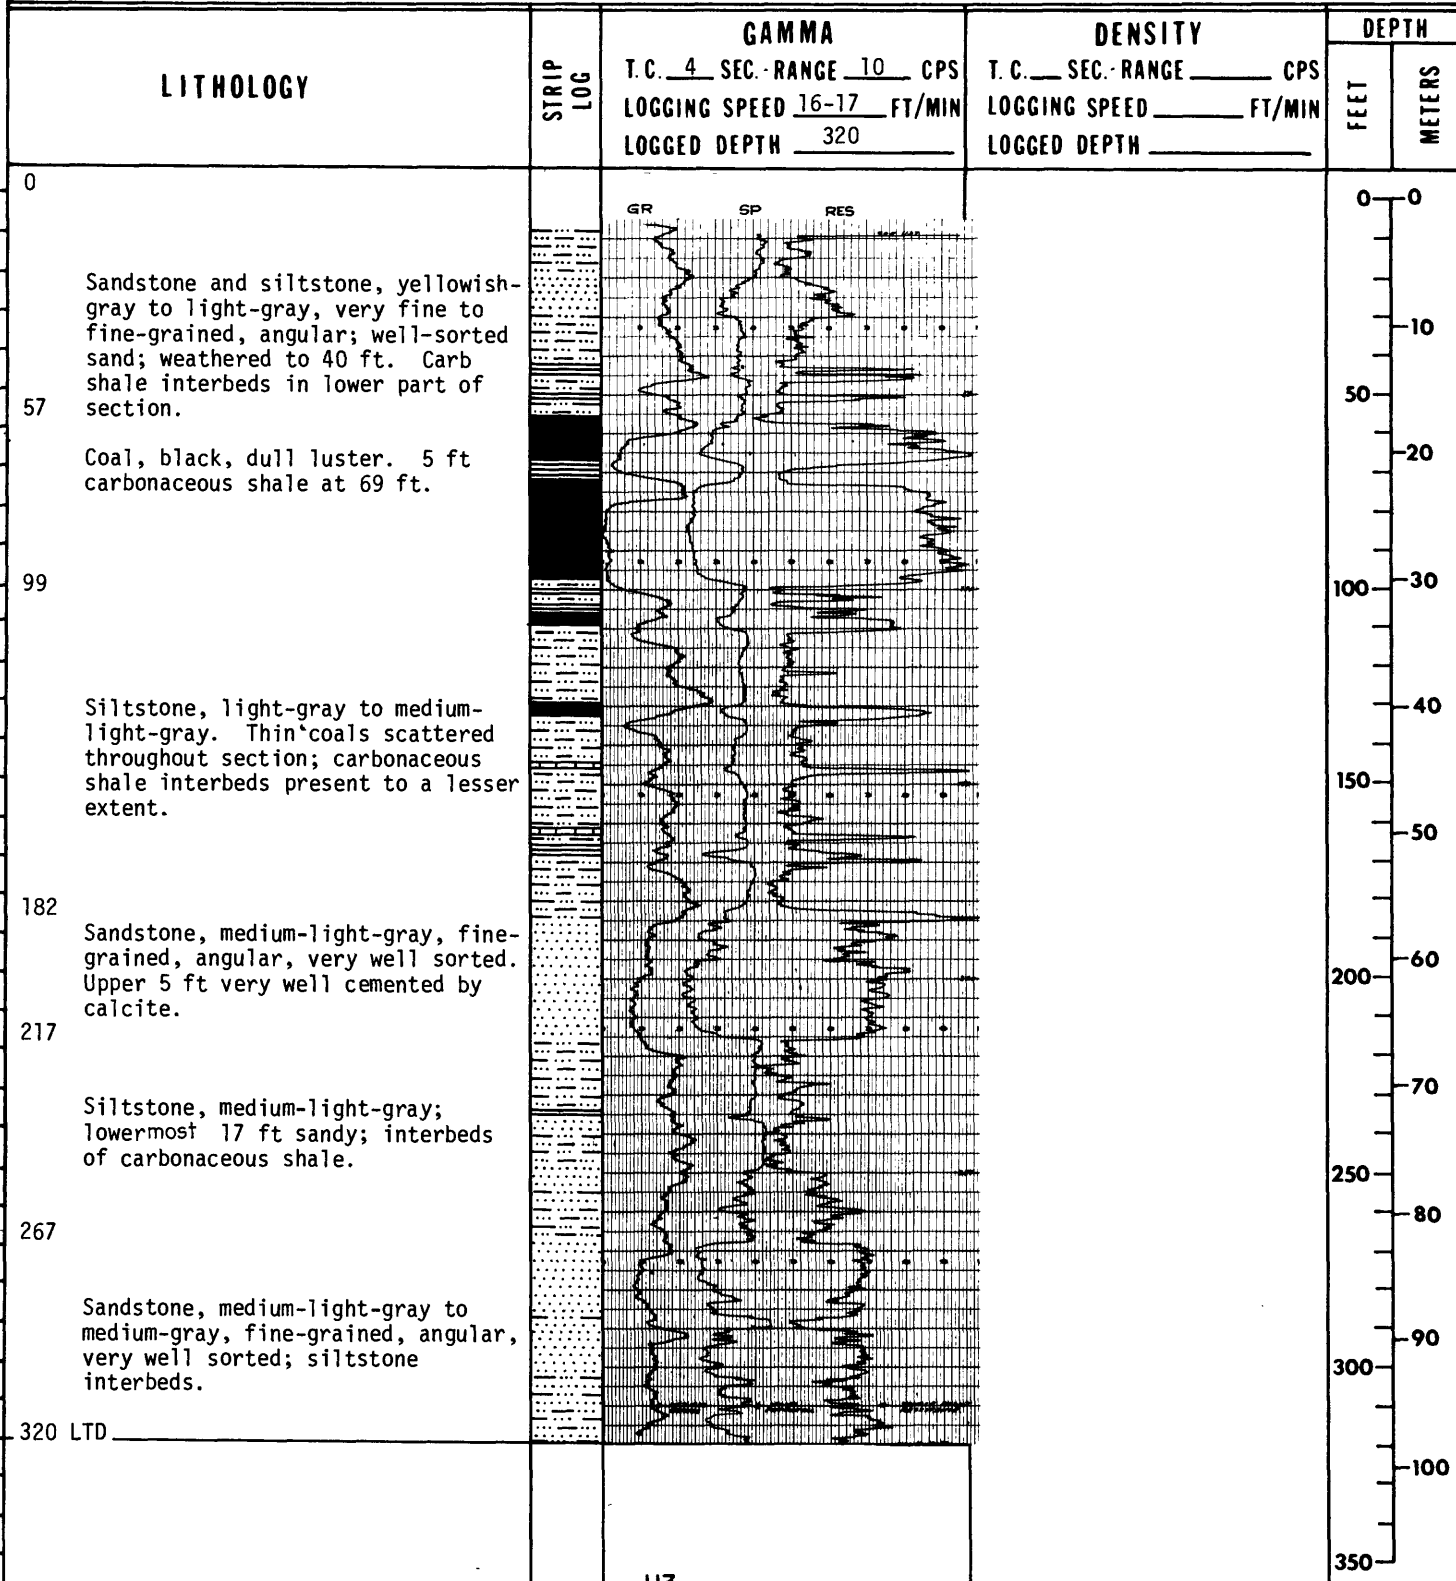 LITHOLOGY
STRIP LOG
GAMMA
T.C. 4 SEC.-RANGE 10 CPS
LOGGING SPEED 16-17 FT/MIN
LOGGED DEPTH 320
DENSITY
T.C. SEC.-RANGE CPS
LOGGING SPEED FT/MIN
LOGGED DEPTH
DEPTH
FEET
METERS
0
Sandstone and siltstone, yellowish-
gray to light-gray, very fine to
fine-grained, angular; well-sorted
sand; weathered to 40 ft. Carb
shale interbeds in lower part of
57 section.
Coal, black, dull luster. 5 ft
carbonaceous shale at 69 ft.
99
Siltstone, light-gray to medium-
light-gray. Thin coals scattered
throughout section; carbonaceous
shale interbeds present to a lesser
extent.
182
Sandstone, medium-light-gray, fine-
grained, angular, very well sorted.
Upper 5 ft very well cemented by
calcite.
217
Siltstone, medium-light-gray;
lowermost 17 ft sandy; interbeds
of carbonaceous shale.
267
Sandstone, medium-light-gray to
medium-gray, fine-grained, angular,
very well sorted; siltstone
interbeds.
320 LTD
GR SP RES
0 0
10
50
20
100 30
40
150
50
200 60
70
250
80
90
300
100
350